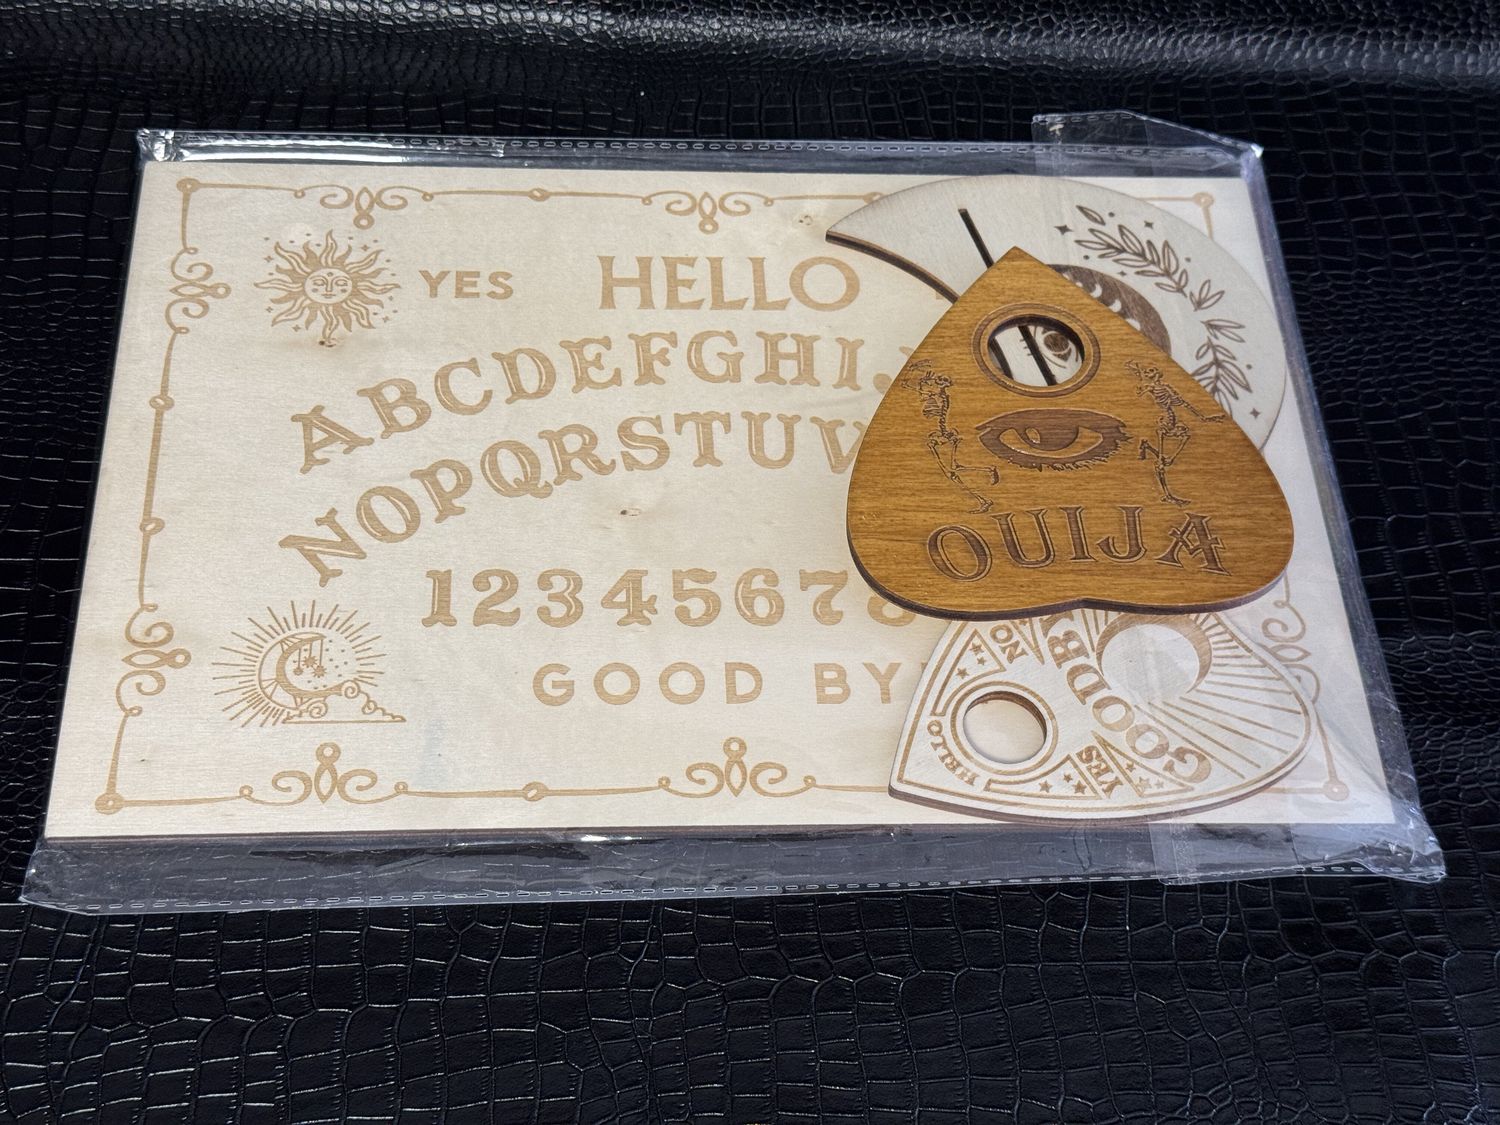 YES HELLO
ABCDEFGHI
NOPQRSTUV
12345678
GOOD BY
OUIJA
NO
GOODB
HELLO
YES